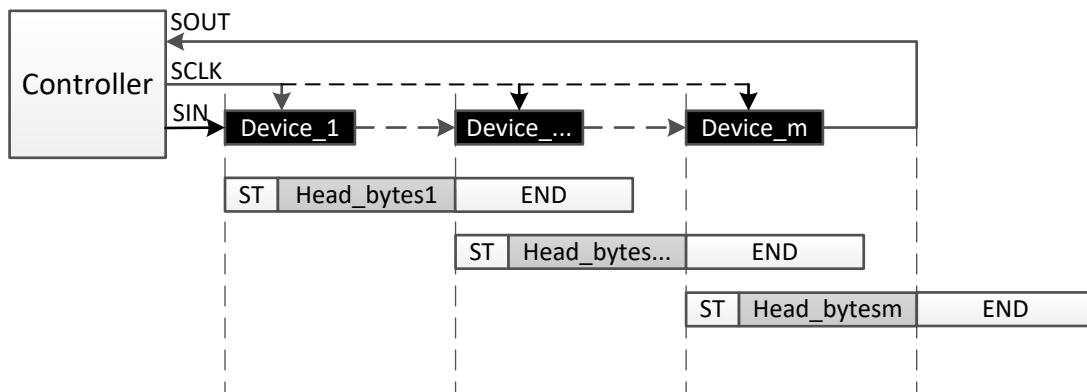 SOUT
Controller
SCLK
SIN
Device_1
Device_...
Device_m
ST Head_bytes1 END
ST Head_bytes... END
ST Head_bytesm END